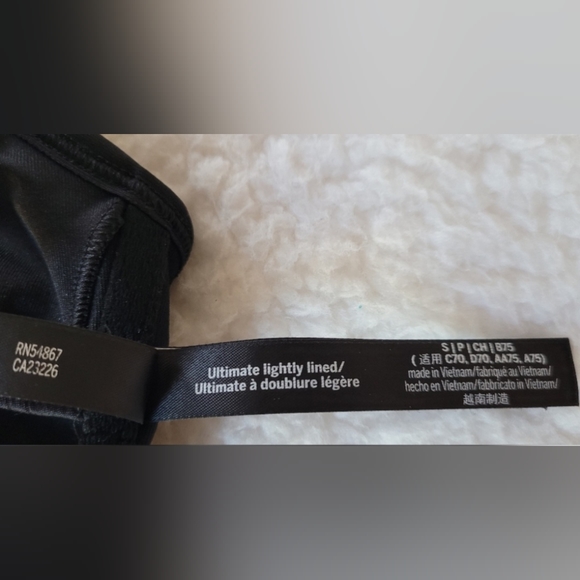 RN54867
CA23226
Ultimate lightly lined/
Ultimate à doublure légère
S | P | CH | B75
( 适用 C70, D70, AA75, A75)
made in Vietnam/fabriqué au Vietnam/
hecho en Vietnam/fabbricato in Vietnam/
越南制造